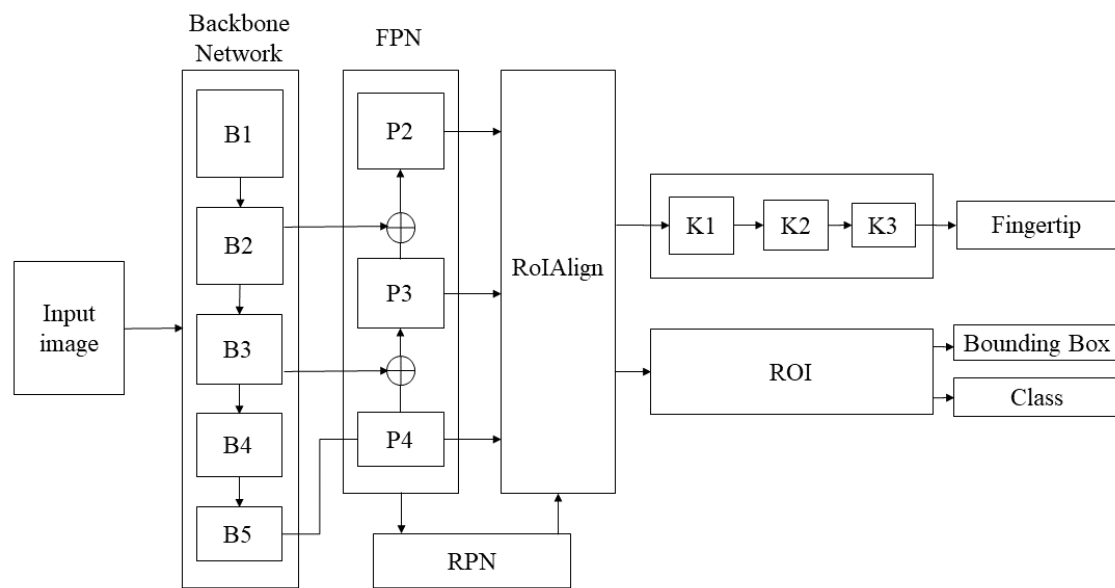 Backbone
Network
FPN
B1
B2
B3
B4
B5
P2
P3
P4
RoIAlign
RPN
K1
K2
K3
Fingertip
ROI
Bounding Box
Class
Input
image